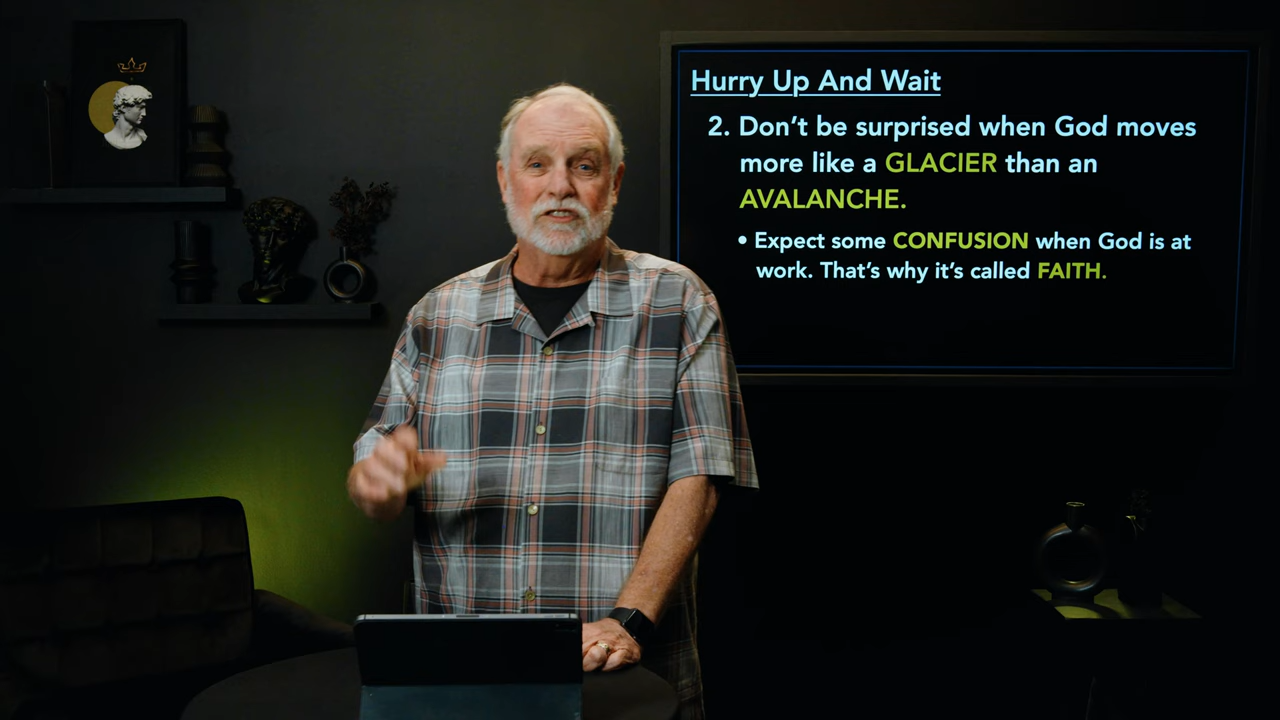 Hurry Up And Wait
2. Don't be surprised when God moves
more like a GLACIER than an
AVALANCHE.
• Expect some CONFUSION when God is at
work. That's why it's called FAITH.